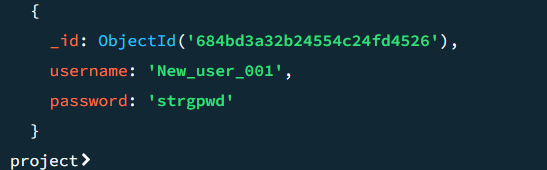 {
_id: ObjectId('684bd3a32b24554c24fd4526'),
username: 'New_user_001',
password: 'strgpwd'
}
project>